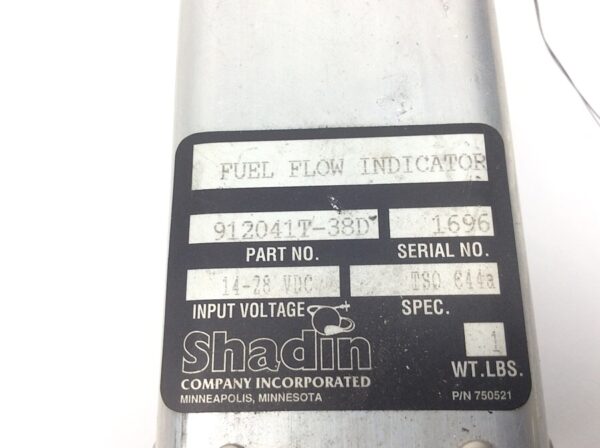 FUEL FLOW INDICATOR
912041T-38D 1696
PART NO. SERIAL NO.
14-28 VDC TSO C44a
INPUT VOLTAGE SPEC.
Shadin 1
COMPANY INCORPORATED WT.LBS.
MINNEAPOLIS, MINNESOTA P/N 750521